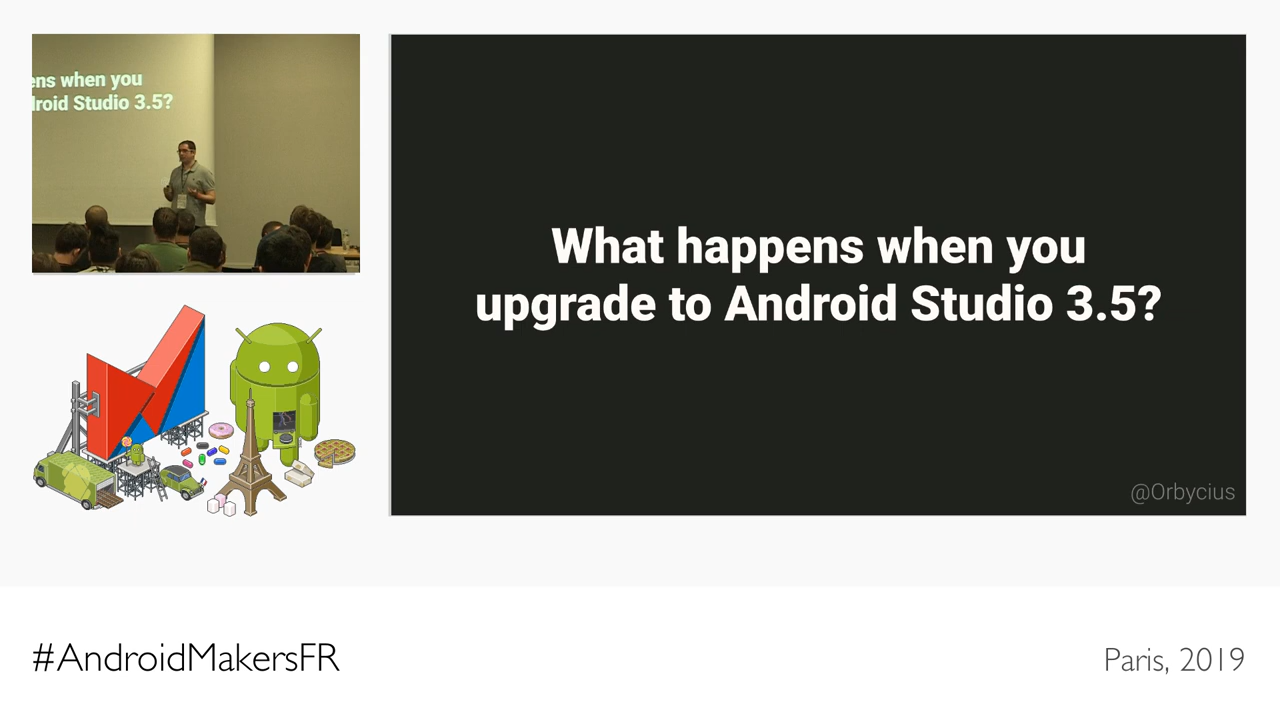 ens when you
droid Studio 3.5?
What happens when you
upgrade to Android Studio 3.5?
@Orbycius
#AndroidMakersFR
Paris, 2019